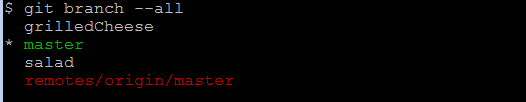 $ git branch --all
  grilledCheese
* master
  salad
  remotes/origin/master